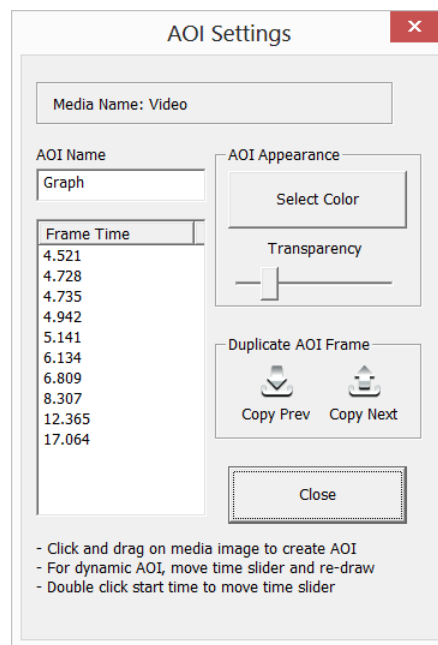 AOI Settings
Media Name: Video
AOI Name
Graph
Frame Time
4.521
4.728
4.735
4.942
5.141
6.134
6.809
8.307
12.365
17.064
AOI Appearance
Select Color
Transparency
Duplicate AOI Frame
Copy Prev
Copy Next
Close
- Click and drag on media image to create AOI
- For dynamic AOI, move time slider and re-draw
- Double click start time to move time slider